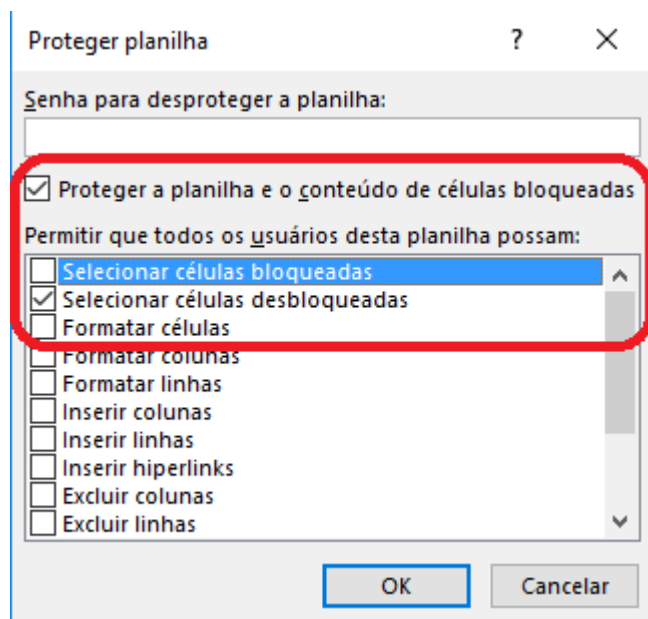 Proteger planilha ? ×
Senha para desproteger a planilha:
Proteger a planilha e o conteúdo de células bloqueadas
Permitir que todos os usuários desta planilha possam:
Selecionar células bloqueadas
Selecionar células desbloqueadas
Formatar células
Formatar colunas
Formatar linhas
Inserir colunas
Inserir linhas
Inserir hiperlinks
Excluir colunas
Excluir linhas
OK Cancelar